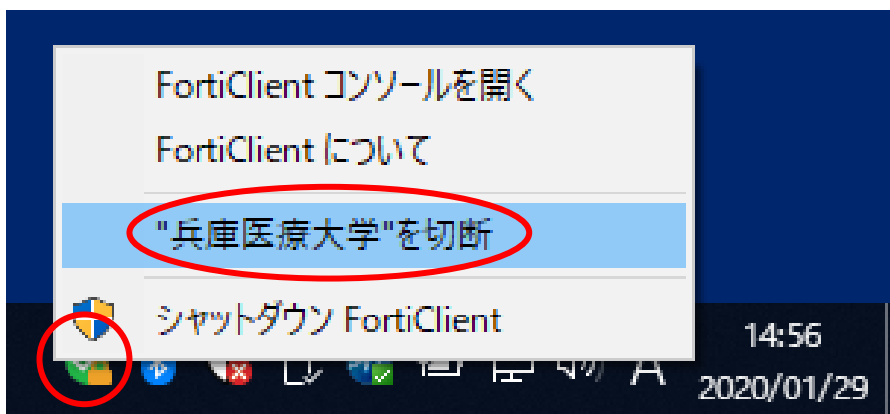 FortiClient コンソールを開く
FortiClient について
"兵庫医療大学"を切断
シャットダウン FortiClient
A
14:56
2020/01/29